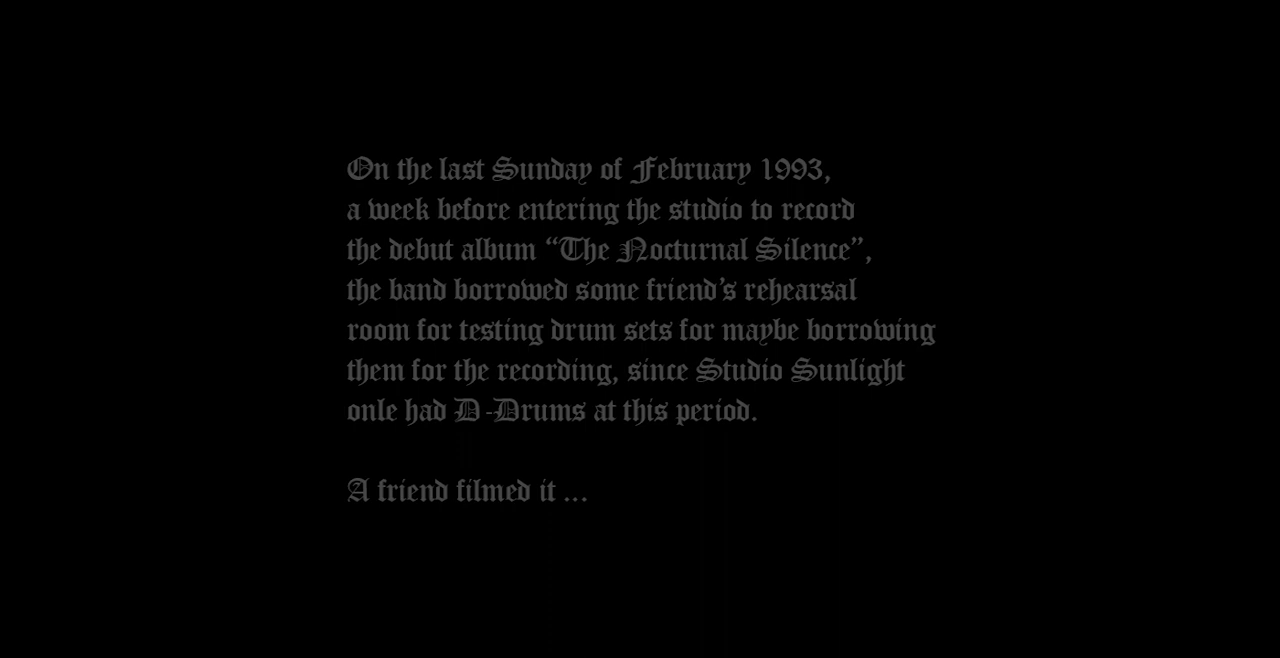 On the last Sunday of February 1993,
a week before entering the studio to record
the debut album “The Nocturnal Silence”,
the band borrowed some friend’s rehearsal
room for testing drum sets for maybe borrowing
them for the recording, since Studio Sunlight
onle had D-Drums at this period.
A friend filmed it ...